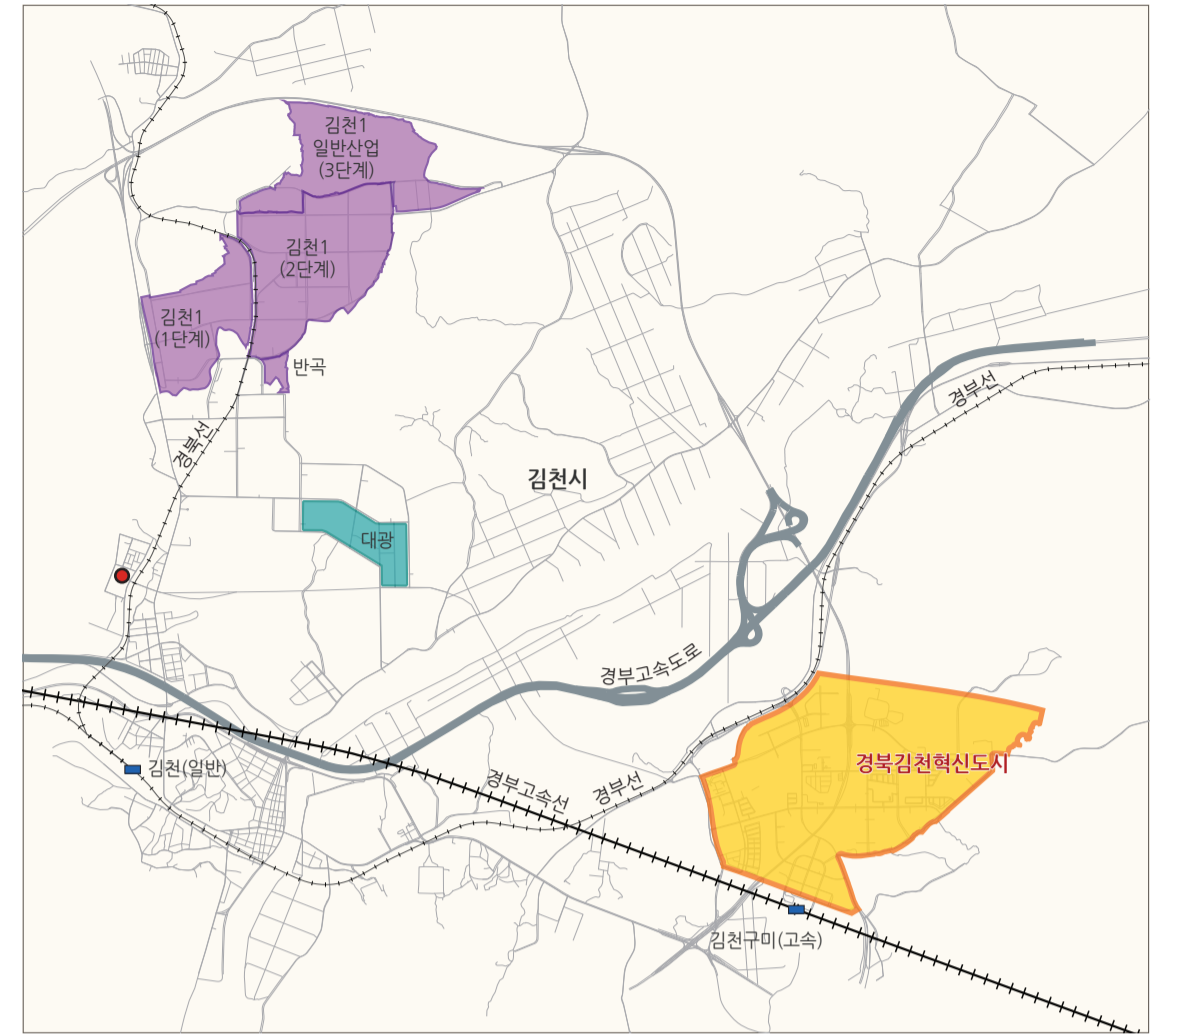 김천1
일반산업
(3단계)
김천1
(2단계)
김천1
(1단계)
반곡
경북선
경부선
김천시
대광
경부고속도로
경북김천혁신도시
김천(일반)
경부고속선
경부선
김천구미(고속)